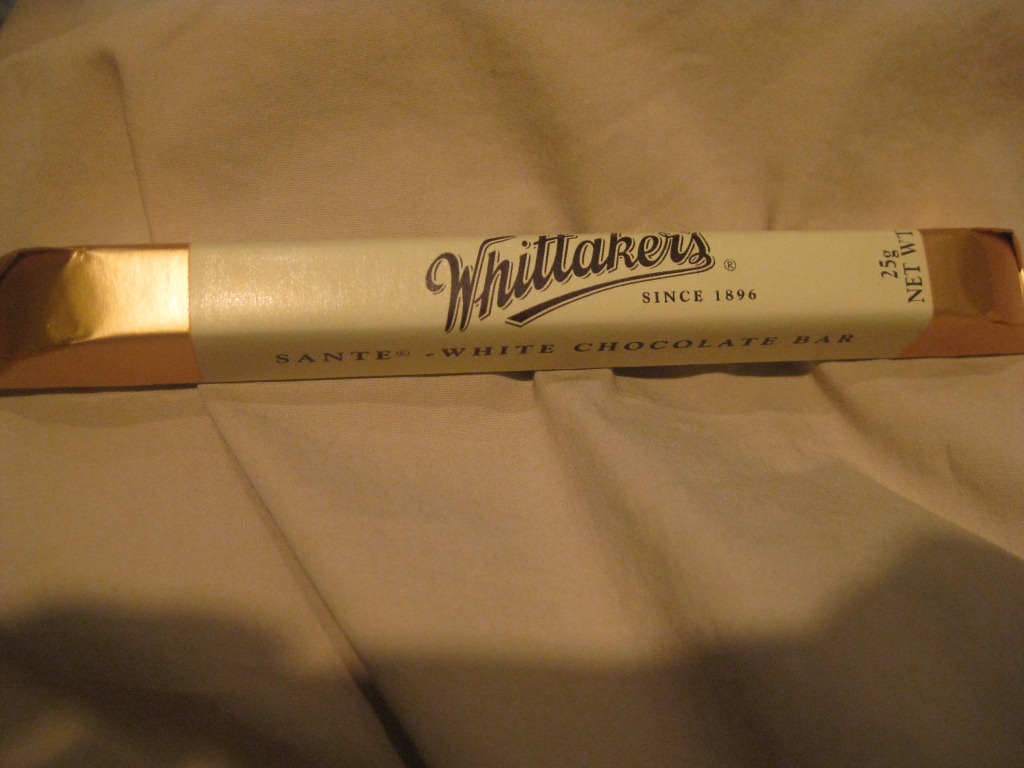 Whittakers®
SINCE 1896
SANTE® - WHITE CHOCOLATE BAR
25g
NET WT